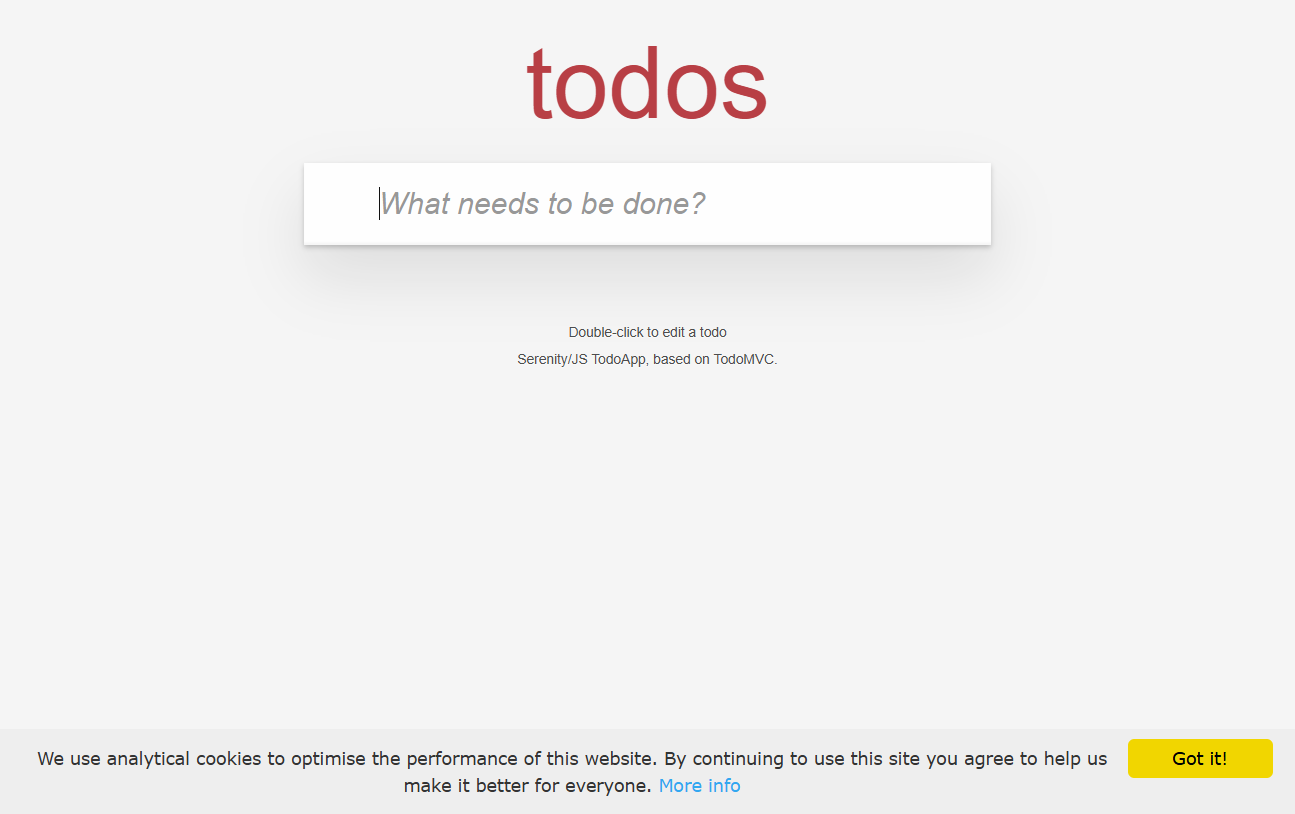 todos
What needs to be done?
Double-click to edit a todo
Serenity/JS TodoApp, based on TodoMVC.
We use analytical cookies to optimise the performance of this website. By continuing to use this site you agree to help us
make it better for everyone. More info
Got it!